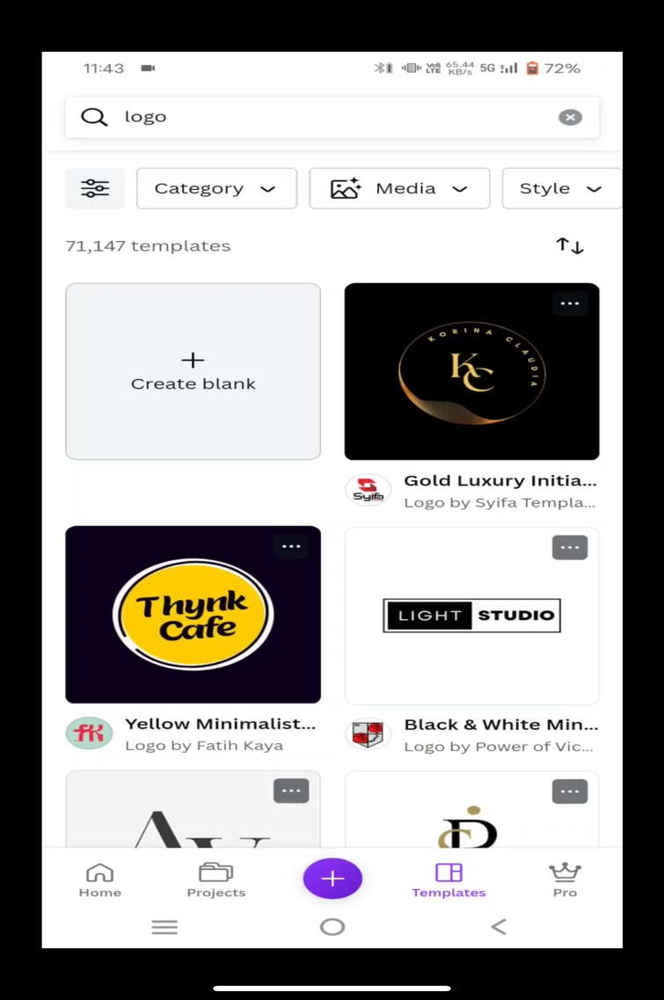 11:43 Vo) LTE 65.44 KB/s 5G 72%
logo
Category Media Style
71,147 templates
Create blank
KORINA CLAUDIA
KC
Gold Luxury Initia...
Syifa
Logo by Syifa Templa...
Thynk
Cafe
LIGHT STUDIO
fk
Yellow Minimalist...
Logo by Fatih Kaya
Black & White Min...
Logo by Power of Vic...
Home Projects Templates Pro